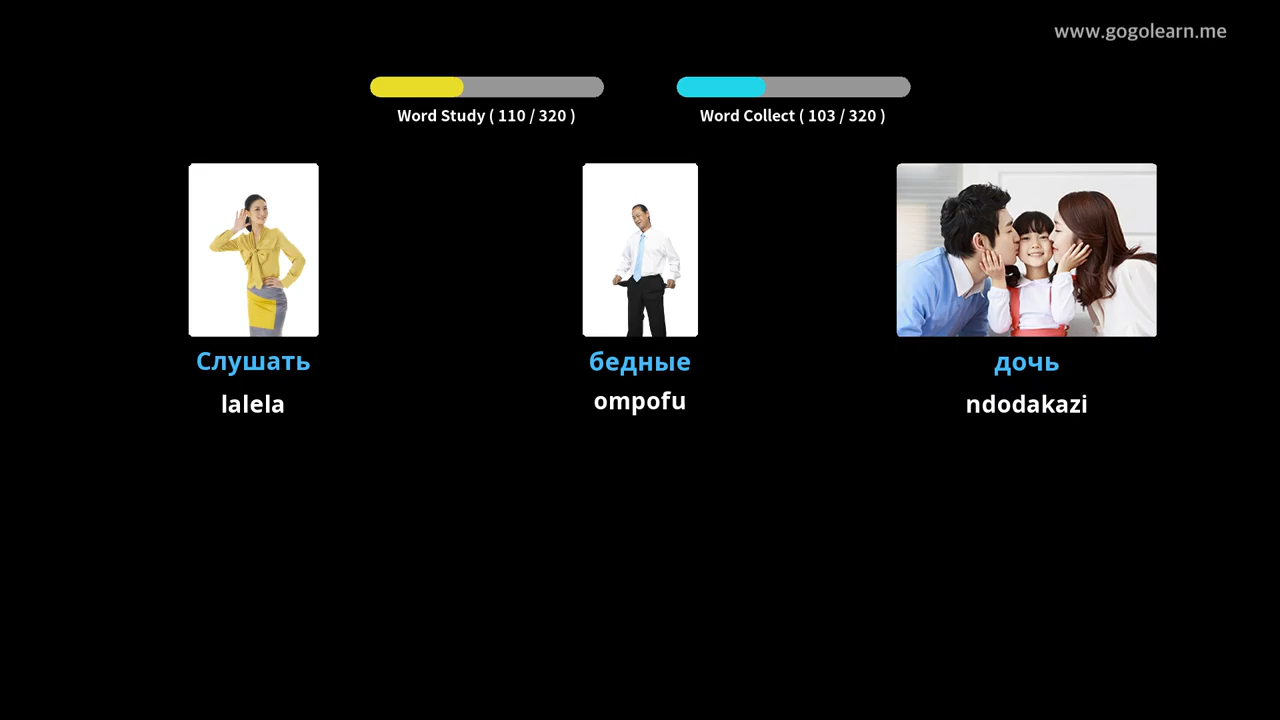 www.gogolearn.me
Word Study ( 110 / 320 )
Word Collect ( 103 / 320 )
Слушать
бедные
дочь
lalela
ompofu
ndodakazi